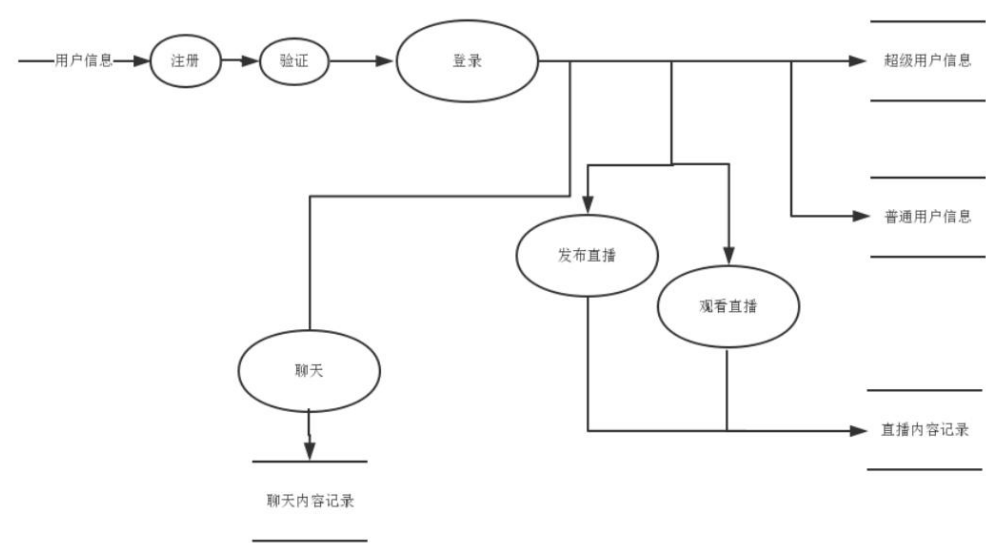 用户信息
注册
验证
登录
超级用户信息
普通用户信息
发布直播
观看直播
聊天
直播内容记录
聊天内容记录